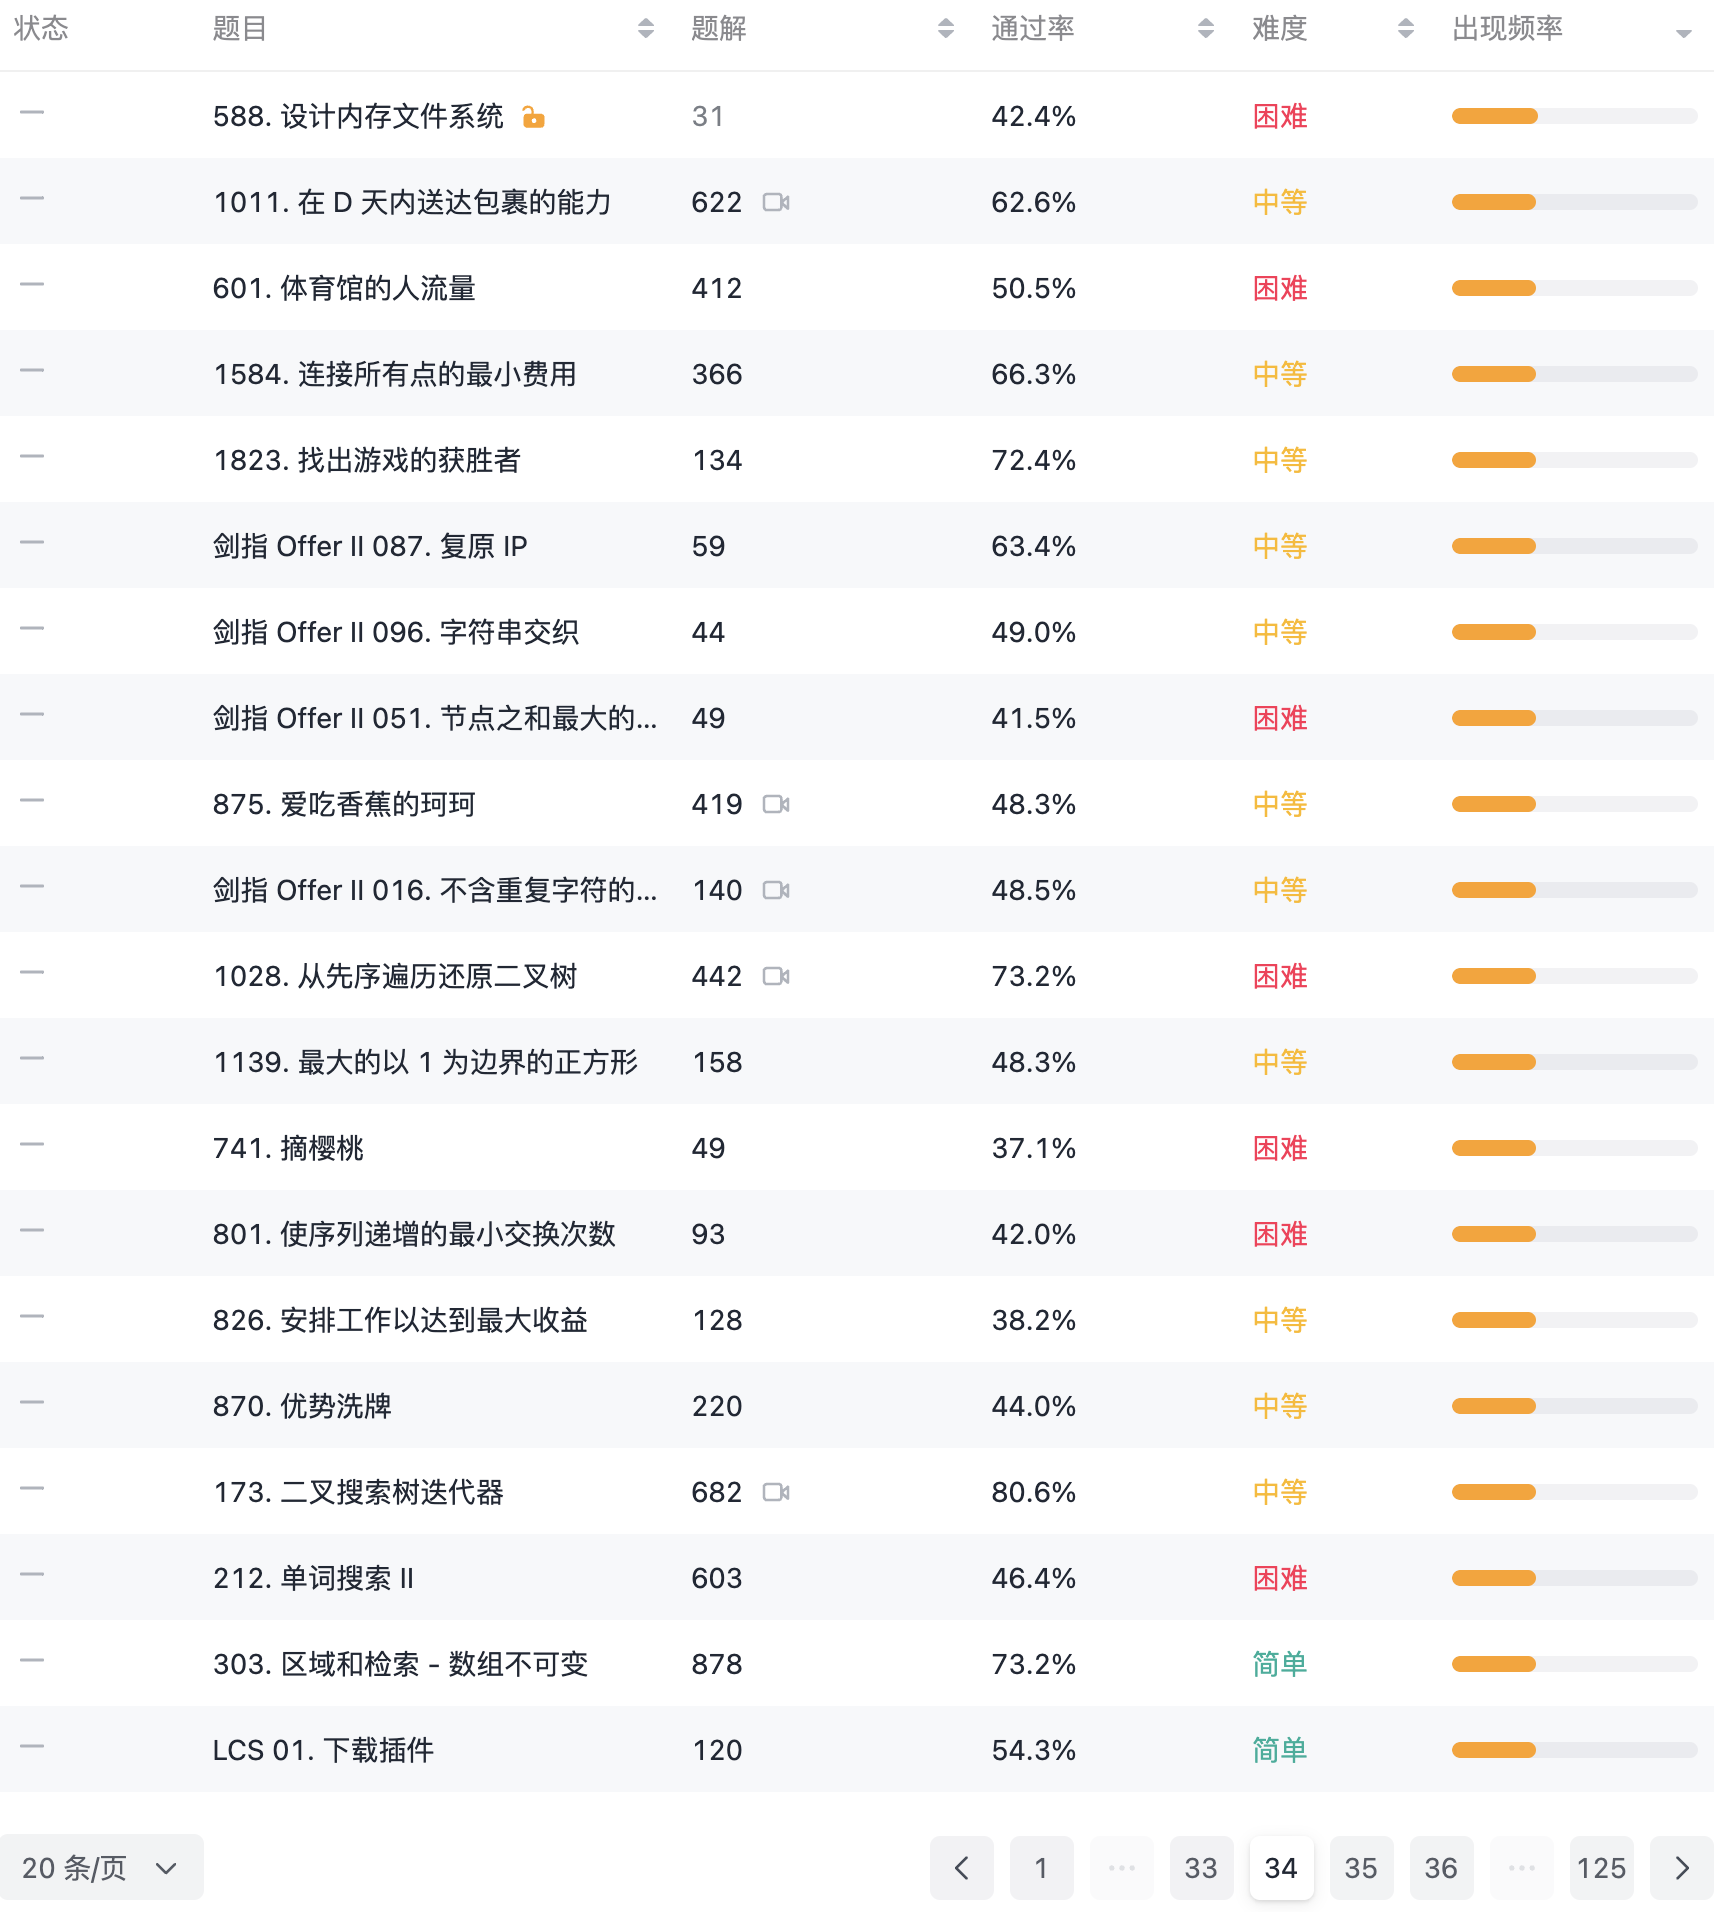 状态 题目 题解 通过率 难度 出现频率
588. 设计内存文件系统 31 42.4% 困难
1011. 在 D 天内送达包裹的能力 622 62.6% 中等
601. 体育馆的人流量 412 50.5% 困难
1584. 连接所有点的最小费用 366 66.3% 中等
1823. 找出游戏的获胜者 134 72.4% 中等
剑指 Offer II 087. 复原 IP 59 63.4% 中等
剑指 Offer II 096. 字符串交织 44 49.0% 中等
剑指 Offer II 051. 节点之和最大的... 49 41.5% 困难
875. 爱吃香蕉的珂珂 419 48.3% 中等
剑指 Offer II 016. 不含重复字符的... 140 48.5% 中等
1028. 从先序遍历还原二叉树 442 73.2% 困难
1139. 最大的以 1 为边界的正方形 158 48.3% 中等
741. 摘樱桃 49 37.1% 困难
801. 使序列递增的最小交换次数 93 42.0% 困难
826. 安排工作以达到最大收益 128 38.2% 中等
870. 优势洗牌 220 44.0% 中等
173. 二叉搜索树迭代器 682 80.6% 中等
212. 单词搜索 II 603 46.4% 困难
303. 区域和检索 - 数组不可变 878 73.2% 简单
LCS 01. 下载插件 120 54.3% 简单
20 条/页 1 ... 33 34 35 36 ... 125